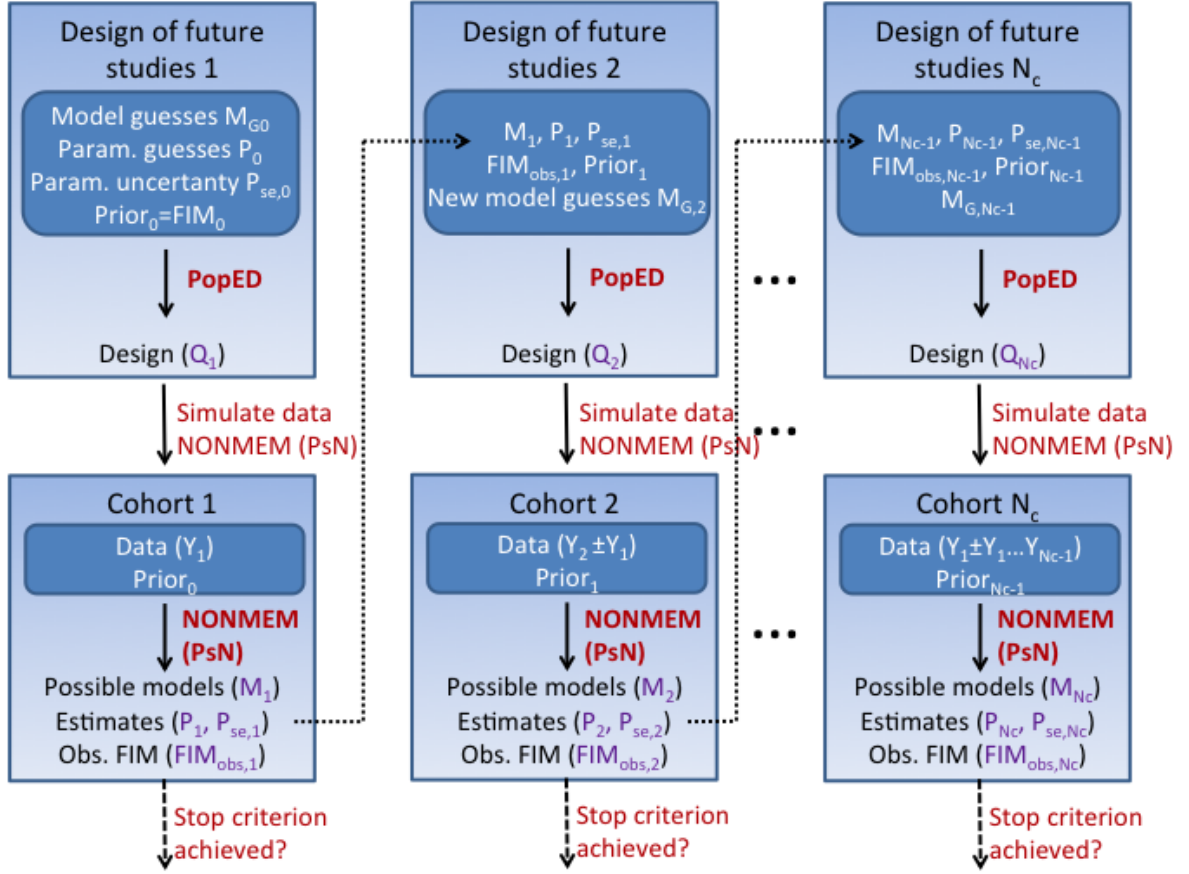 Design of future
studies 1
Model guesses M_G0
Param. guesses P_0
Param. uncertanty P_se,0
Prior_0=FIM_0
PopED
Design (Q_1)
Simulate data
NONMEM (PsN)
Cohort 1
Data (Y_1)
Prior_0
NONMEM
(PsN)
Possible models (M_1)
Estimates (P_1, P_se,1)
Obs. FIM (FIM_obs,1)
Stop criterion
achieved?
Design of future
studies 2
M_1, P_1, P_se,1
FIM_obs,1, Prior_1
New model guesses M_G,2
PopED
Design (Q_2)
Simulate data
NONMEM (PsN)
Cohort 2
Data (Y_2 ±Y_1)
Prior_1
NONMEM
(PsN)
Possible models (M_2)
Estimates (P_2, P_se,2)
Obs. FIM (FIM_obs,2)
Stop criterion
achieved?
...
...
...
Design of future
studies N_c
M_Nc-1, P_Nc-1, P_se,Nc-1
FIM_obs,Nc-1, Prior_Nc-1
M_G,Nc-1
PopED
Design (Q_Nc)
Simulate data
NONMEM (PsN)
Cohort N_c
Data (Y_1±Y_1...Y_Nc-1)
Prior_Nc-1
NONMEM
(PsN)
Possible models (M_Nc)
Estimates (P_Nc, P_se,Nc)
Obs. FIM (FIM_obs,Nc)
Stop criterion
achieved?